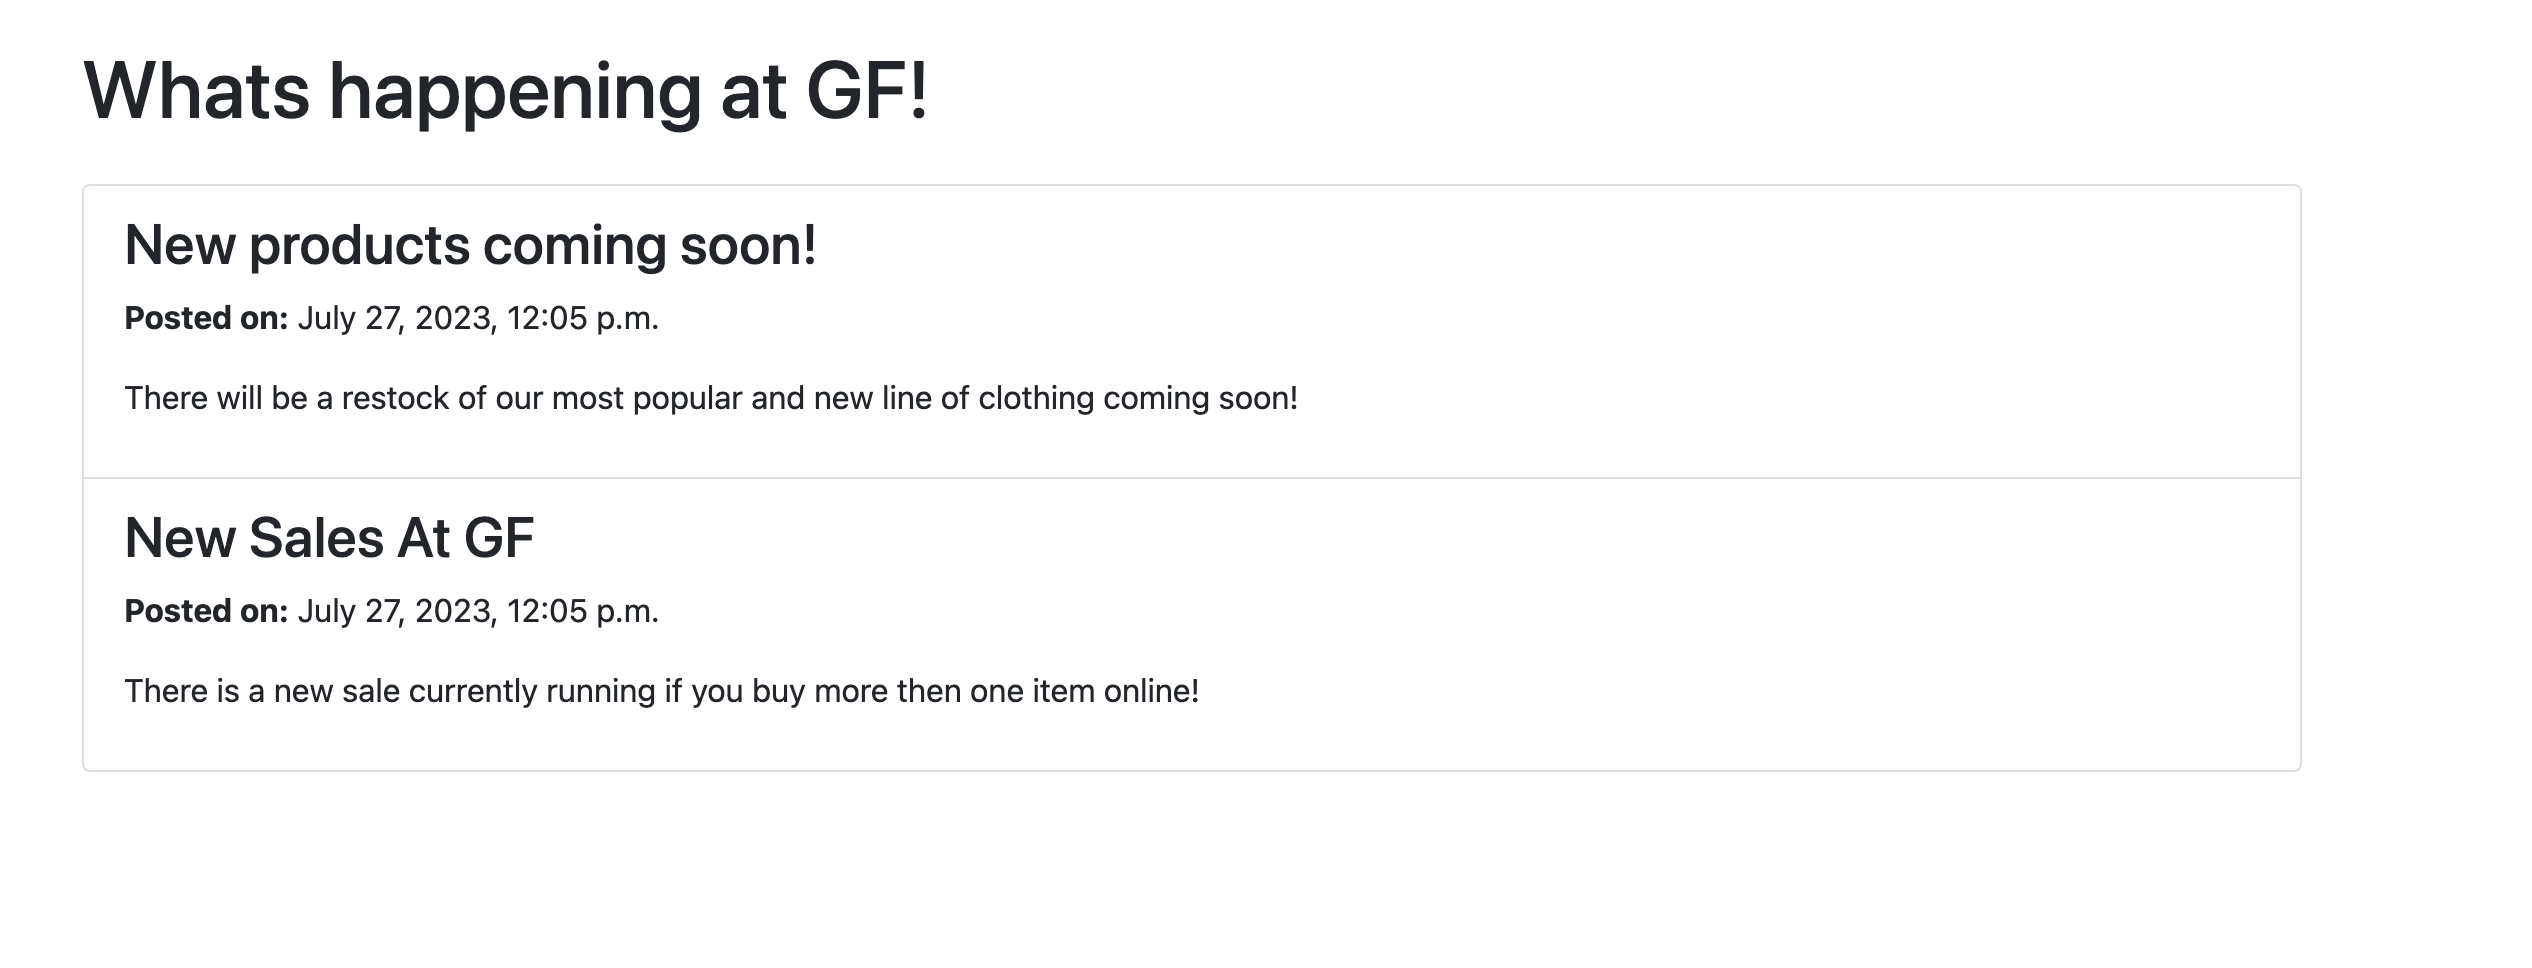 Whats happening at GF!
New products coming soon!
Posted on: July 27, 2023, 12:05 p.m.
There will be a restock of our most popular and new line of clothing coming soon!
New Sales At GF
Posted on: July 27, 2023, 12:05 p.m.
There is a new sale currently running if you buy more then one item online!